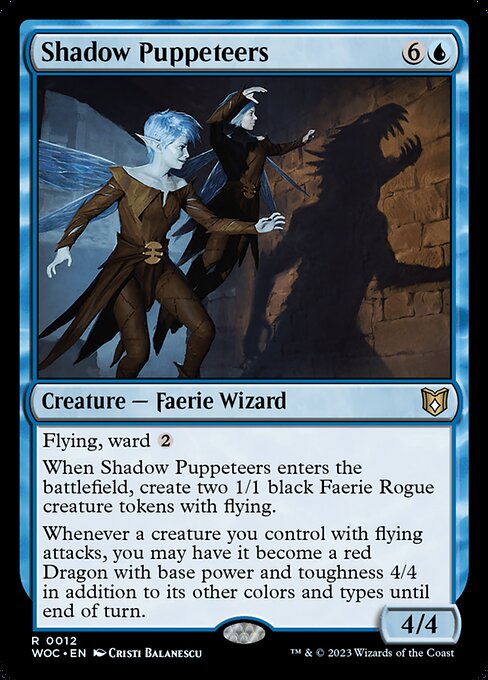 Shadow Puppeteers 6
Creature — Faerie Wizard
Flying, ward 2
When Shadow Puppeteers enters the
battlefield, create two 1/1 black Faerie Rogue
creature tokens with flying.
Whenever a creature you control with flying
attacks, you may have it become a red
Dragon with base power and toughness 4/4
in addition to its other colors and types until
end of turn.
4/4
R 0012
WOC • EN Cristi Balanescu
™ & © 2023 Wizards of the Coast